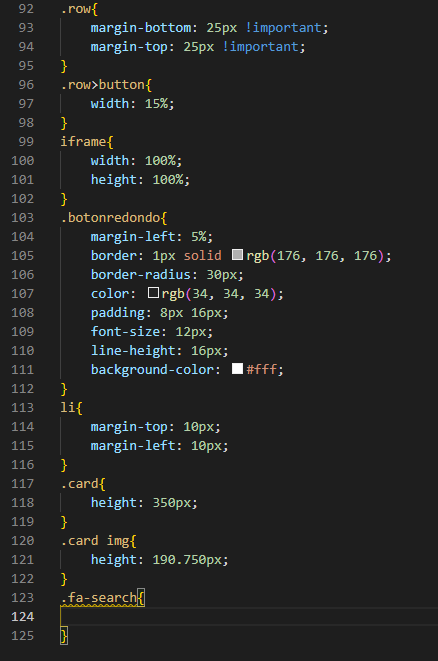 92 .row{
93     margin-bottom: 25px !important;
94     margin-top: 25px !important;
95 }
96 .row>button{
97     width: 15%;
98 }
99 iframe{
100     width: 100%;
101     height: 100%;
102 }
103 .botonredondo{
104     margin-left: 5%;
105     border: 1px solid rgb(176, 176, 176);
106     border-radius: 30px;
107     color: rgb(34, 34, 34);
108     padding: 8px 16px;
109     font-size: 12px;
110     line-height: 16px;
111     background-color: #fff;
112 }
113 li{
114     margin-top: 10px;
115     margin-left: 10px;
116 }
117 .card{
118     height: 350px;
119 }
120 .card img{
121     height: 190.750px;
122 }
123 .fa-search{
124
125 }